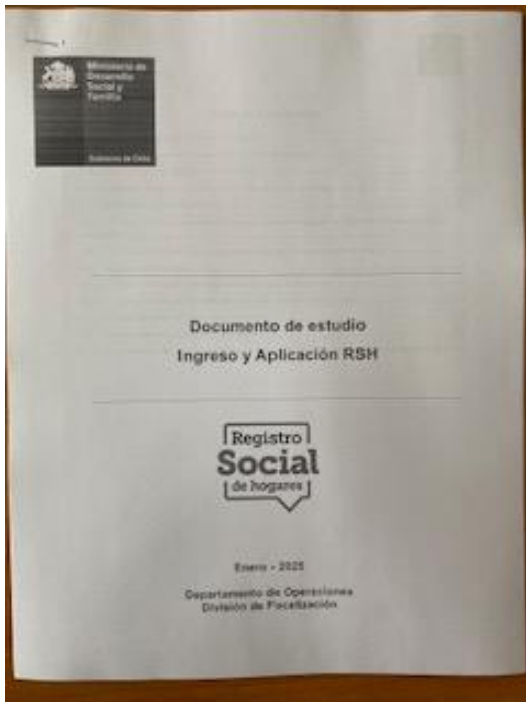 Ministerio de
Desarrollo
Social y
Familia
Gobierno de Chile
Documento de estudio
Ingreso y Aplicación RSH
Registro
Social
de hogares
Enero - 2025
Departamento de Operaciones
División de Focalización